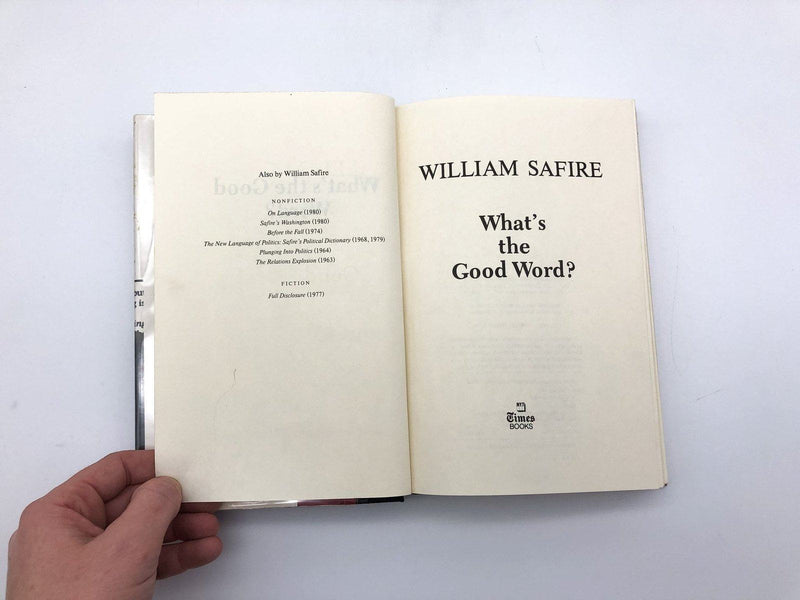 Also by William Safire
NONFICTION
On Language (1980)
Safire's Washington (1980)
Before the Fall (1974)
The New Language of Politics: Safire's Political Dictionary (1968, 1979)
Plunging Into Politics (1964)
The Relations Explosion (1963)
FICTION
Full Disclosure (1977)
WILLIAM SAFIRE
What's
the
Good Word?
Times
BOOKS